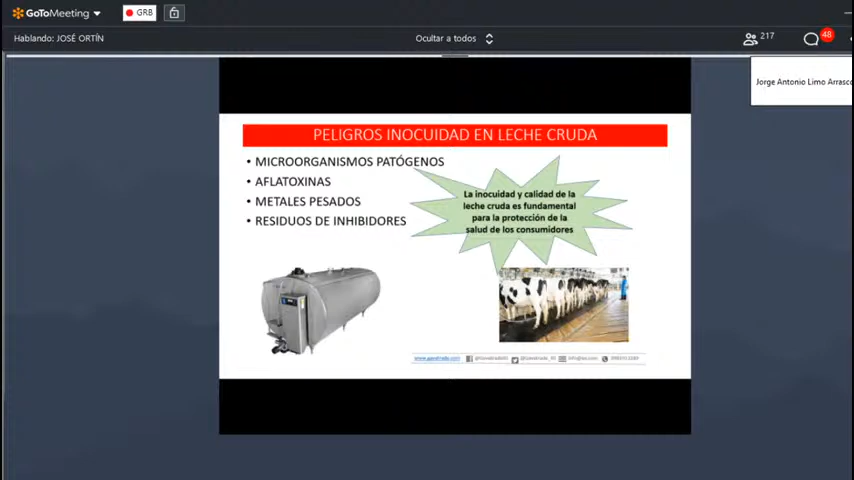 GoToMeeting
GRB
Hablando: JOSÉ ORTÍN
Ocultar a todos
217
48
Jorge Antonio Limo Arrasco
PELIGROS INOCUIDAD EN LECHE CRUDA
• MICROORGANISMOS PATÓGENOS
• AFLATOXINAS
• METALES PESADOS
• RESIDUOS DE INHIBIDORES
La inocuidad y calidad de la
leche cruda es fundamental
para la protección de la
salud de los consumidores